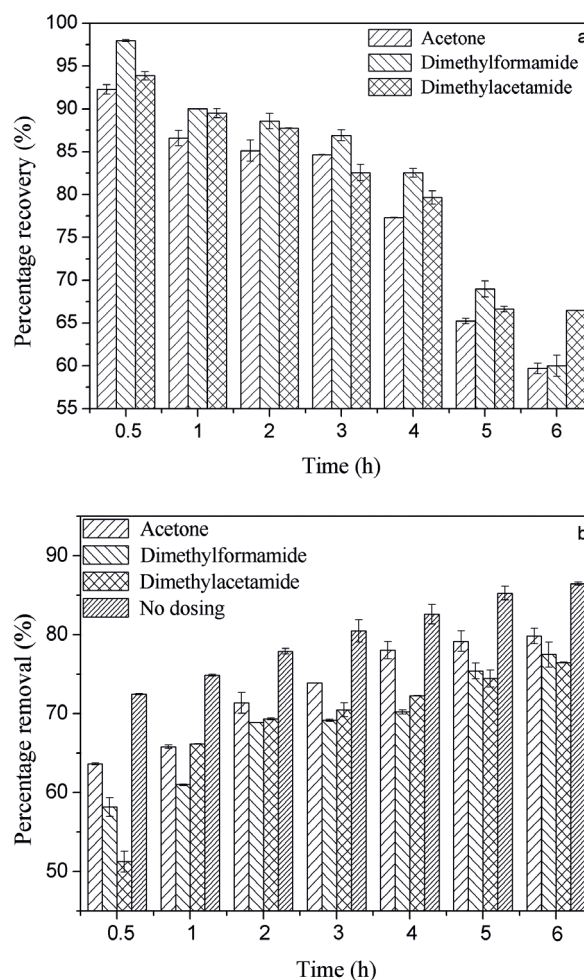 a
Acetone
Dimethylformamide
Dimethylacetamide
100
95
90
85
80
75
70
65
60
55
Percentage recovery (%)
0.5 1 2 3 4 5 6
Time (h)
b
Acetone
Dimethylformamide
Dimethylacetamide
No dosing
90
80
70
60
50
Percentage removal (%)
0.5 1 2 3 4 5 6
Time (h)